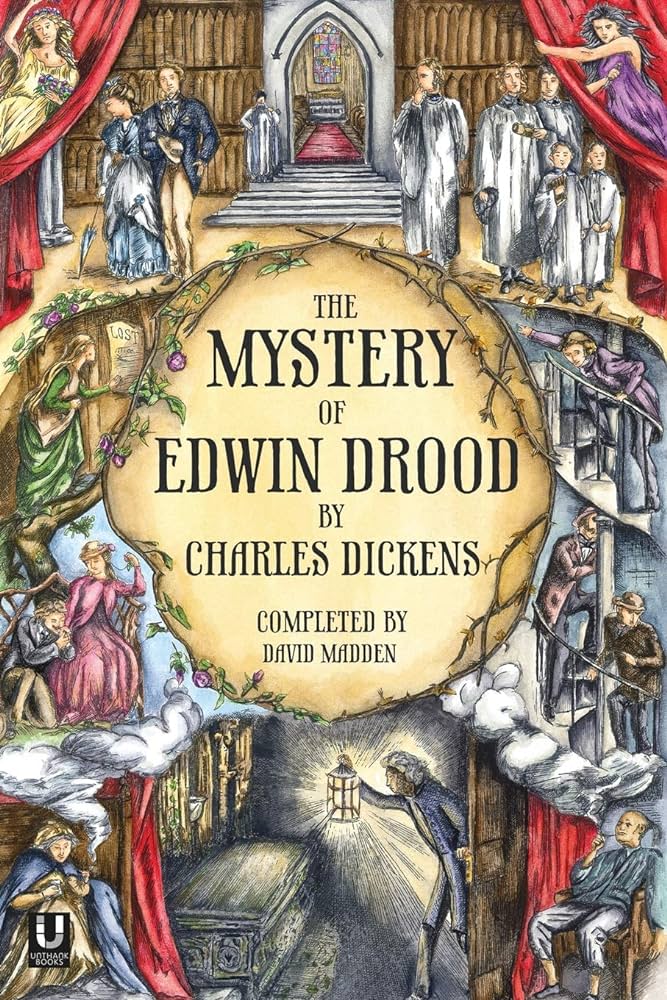 LOST
THE
MYSTERY
OF
EDWIN DROOD
BY
CHARLES DICKENS
COMPLETED BY
DAVID MADDEN
U
UNTHANK
BOOKS